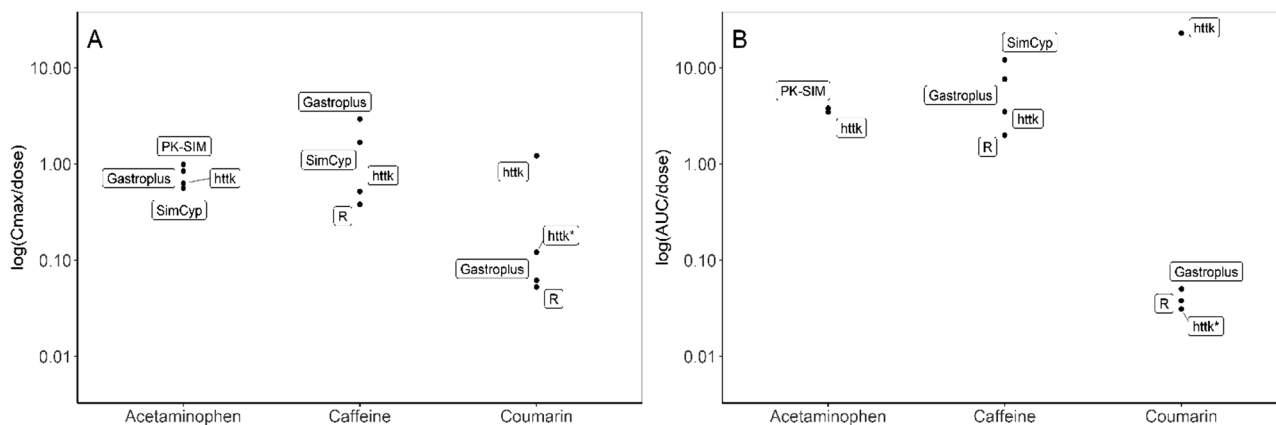 A
log(Cmax/dose)
10.00
1.00
0.10
0.01
PK-SIM
Gastroplus
httk
SimCyp
Gastroplus
SimCyp
httk
R
httk
httk*
Gastroplus
R
Acetaminophen
Caffeine
Coumarin
B
log(AUC/dose)
10.00
1.00
0.10
0.01
PK-SIM
httk
SimCyp
Gastroplus
httk
R
httk
Gastroplus
R
httk*
Acetaminophen
Caffeine
Coumarin